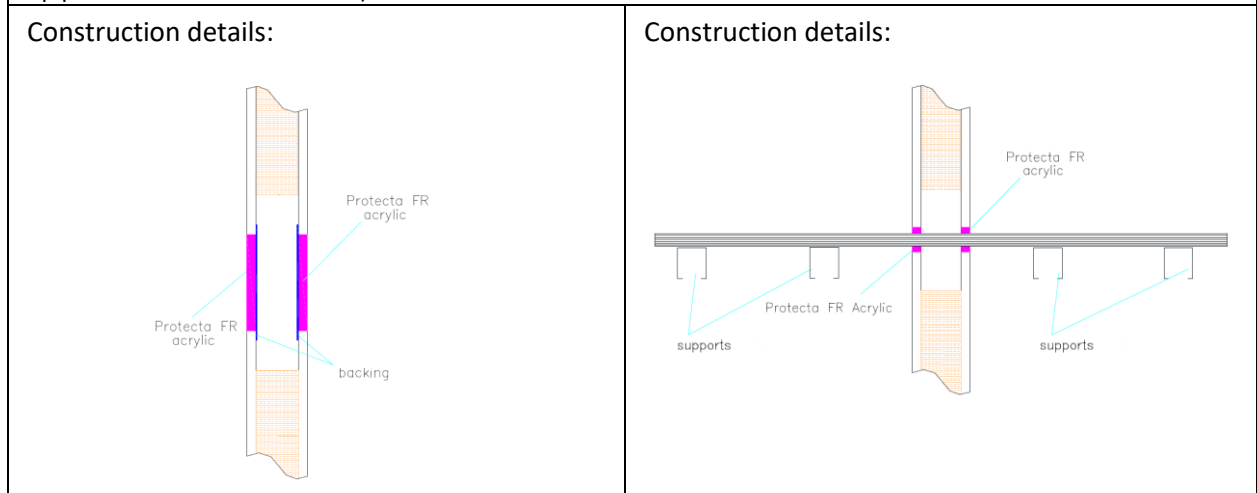 Construction details:
Protecta FR
acrylic
Protecta FR
acrylic
backing
Construction details:
Protecta FR
acrylic
Protecta FR Acrylic
supports
supports